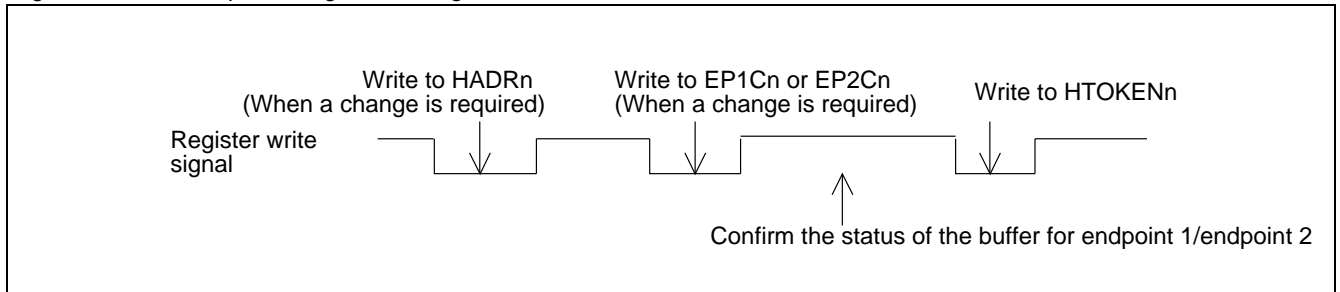 Write to HADRn
(When a change is required)
Write to EP1Cn or EP2Cn
(When a change is required)
Write to HTOKENn
Register write
signal
Confirm the status of the buffer for endpoint 1/endpoint 2